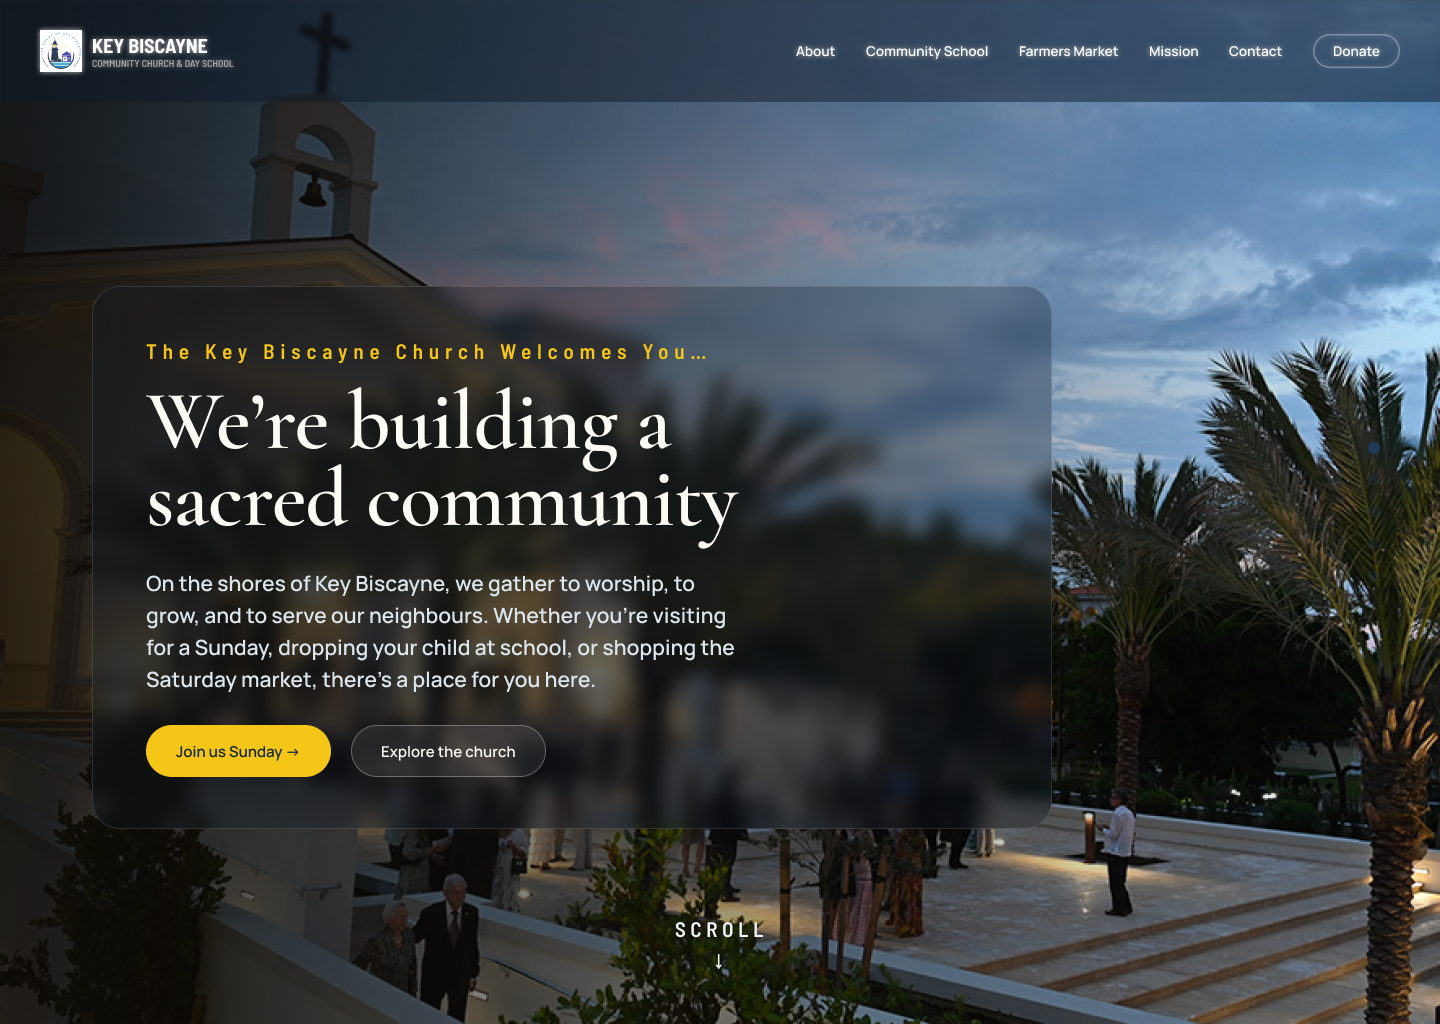 KEY BISCAYNE
COMMUNITY CHURCH & DAY SCHOOL
About
Community School
Farmers Market
Mission
Contact
Donate
The Key Biscayne Church Welcomes You…
We’re building a
sacred community
On the shores of Key Biscayne, we gather to worship, to
grow, and to serve our neighbours. Whether you’re visiting
for a Sunday, dropping your child at school, or shopping the
Saturday market, there’s a place for you here.
Join us Sunday →
Explore the church
SCROLL
↓